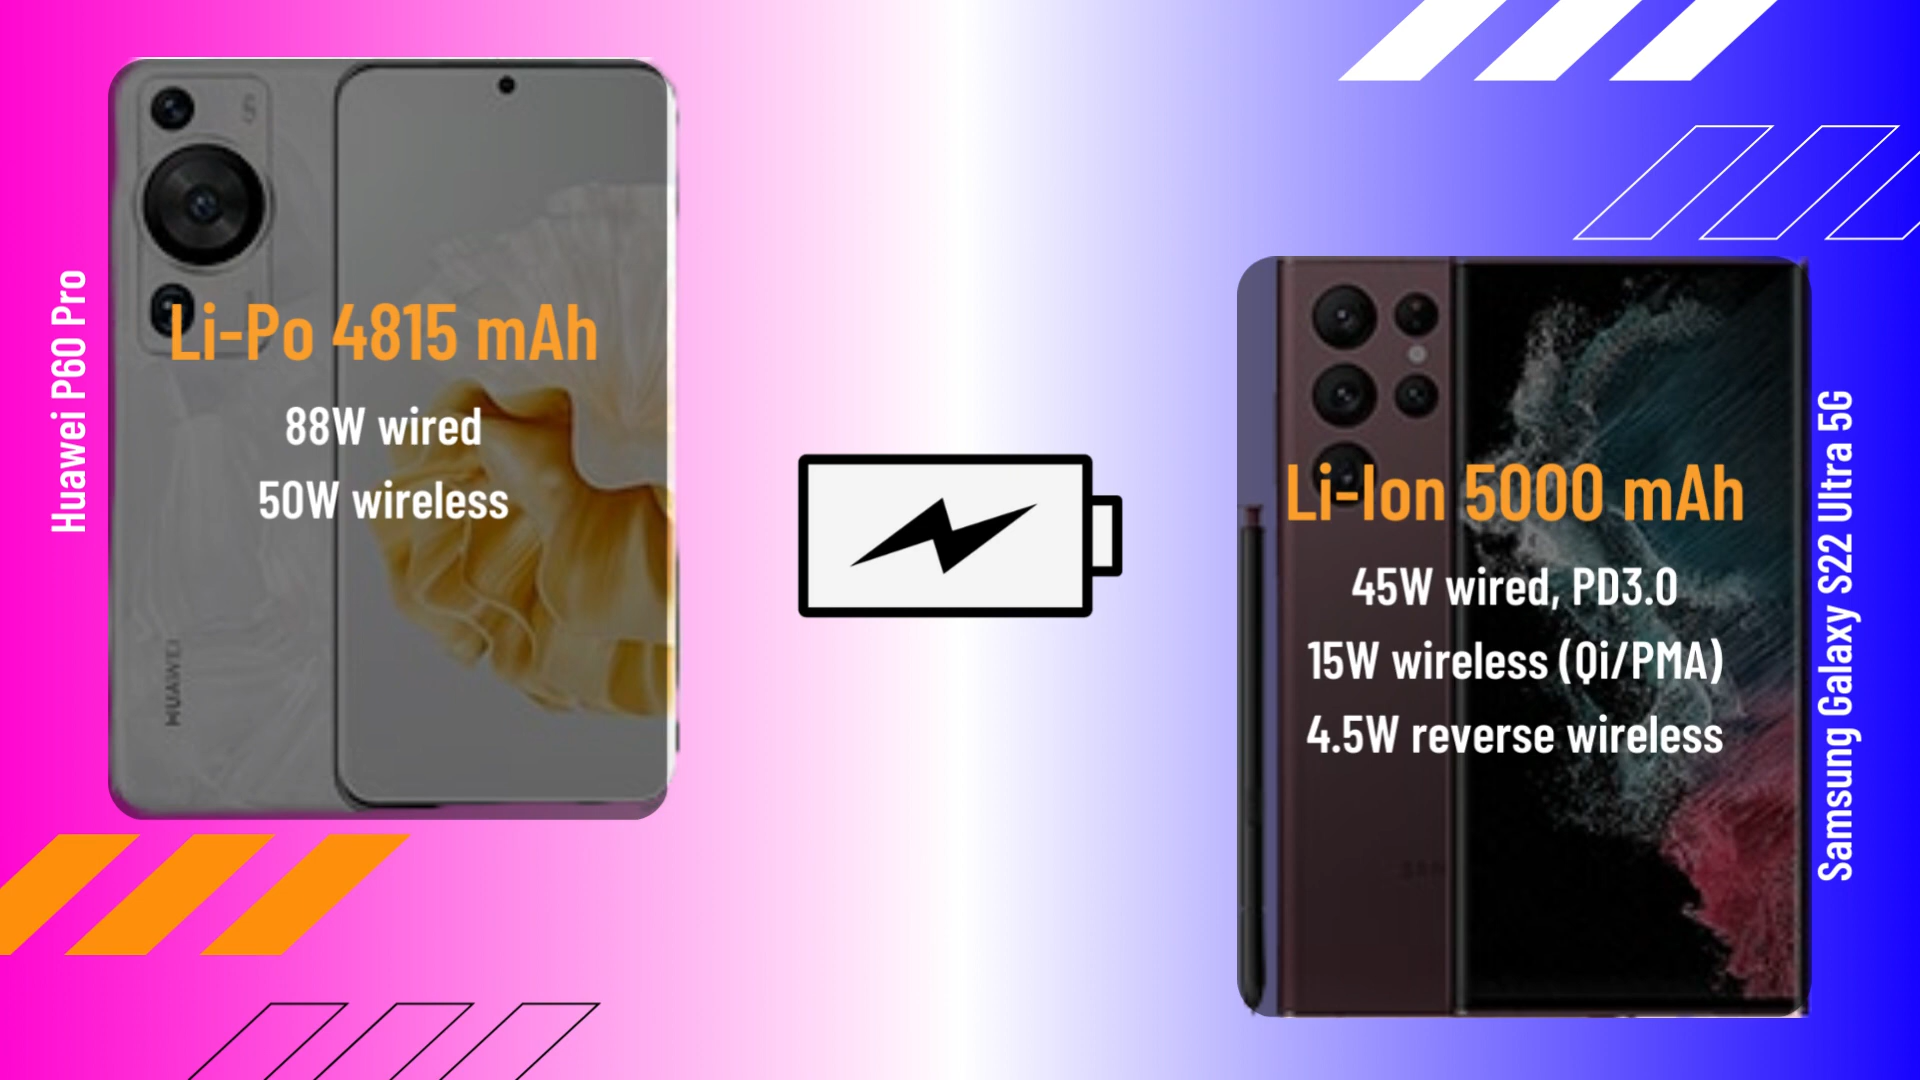 Huawei P60 Pro
Li-Po 4815 mAh
88W wired
50W wireless
HUAWEI
Li-Ion 5000 mAh
45W wired, PD3.0
15W wireless (Qi/PMA)
4.5W reverse wireless
Samsung Galaxy S22 Ultra 5G